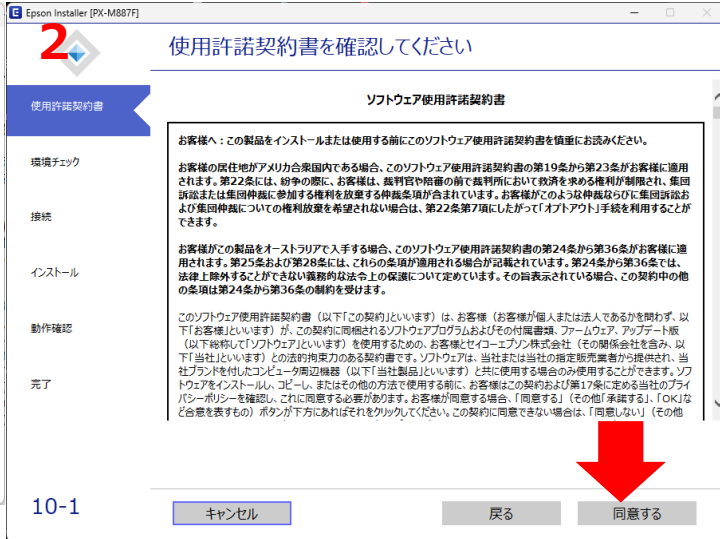 Epson Installer [PX-M887F]
2
使用許諾契約書を確認してください
使用許諾契約書
環境チェック
接続
インストール
動作確認
完了
10-1
ソフトウェア使用許諾契約書
お客様へ：この製品をインストールまたは使用する前にこのソフトウェア使用許諾契約書を慎重にお読みください。
お客様の居住地がアメリカ合衆国内である場合、このソフトウェア使用許諾契約書の第19条から第23条がお客様に適用
されます。第22条には、紛争の際に、お客様は、裁判官や陪審の前で裁判所において救済を求める権利が制限され、集団
訴訟または集団仲裁に参加する権利を放棄する仲裁条項が含まれています。お客様がこのような仲裁ならびに集団訴訟お
よび集団仲裁についての権利放棄を希望されない場合は、第22条第7項にしたがって「オプトアウト」手続を利用することが
できます。
お客様がこの製品をオーストラリアで入手する場合、このソフトウェア使用許諾契約書の第24条から第36条がお客様に適
用されます。第25条および第28条には、これらの条項が適用される場合が記載されています。第24条から第36条では、
法律上除外することができない義務的な法令上の保護について定めています。その旨表示されている場合、この契約中の他
の条項は第24条から第36条の制約を受けます。
このソフトウェア使用許諾契約書（以下「この契約」といいます）は、お客様（お客様が個人または法人であるかを問わず、以
下「お客様」といいます）が、この契約に同梱されるソフトウェアプログラムおよびその付属書類、ファームウェア、アップデート版
（以下総称して「ソフトウェア」といいます）を使用するための、お客様とセイコーエプソン株式会社（その関係会社を含み、以
下「当社」といいます）との法的拘束力のある契約書です。ソフトウェアは、当社または当社の指定販売業者から提供され、当
社ブランドを付したコンピュータ周辺機器（以下「当社製品」といいます）と共に使用する場合のみ使用することができます。ソフ
トウェアをインストールし、コピーし、またはその他の方法で使用する前に、お客様はこの契約および第17条に定める当社のプライ
バシーポリシーを確認し、これに同意する必要があります。お客様が同意する場合、「同意する」（その他「承諾する」、「OK」な
ど合意を表すもの）ボタンが下方にあればそれをクリックしてください。この契約に同意できない場合は、「同意しない」（その他
キャンセル
戻る
同意する